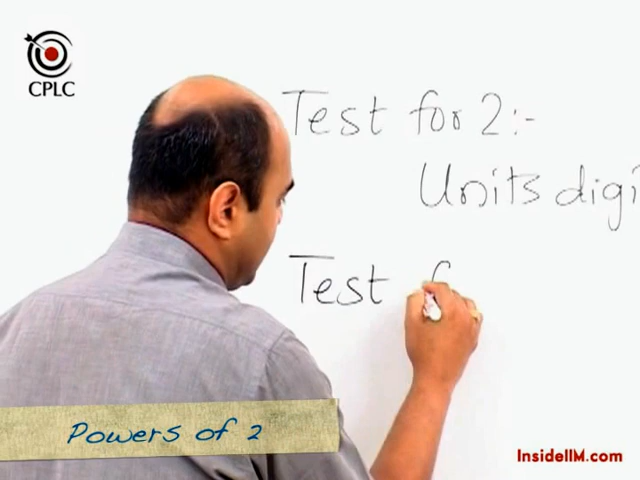 CPLC
Test for 2:-
Units digi
Test f
Powers of 2
InsideIIM.com